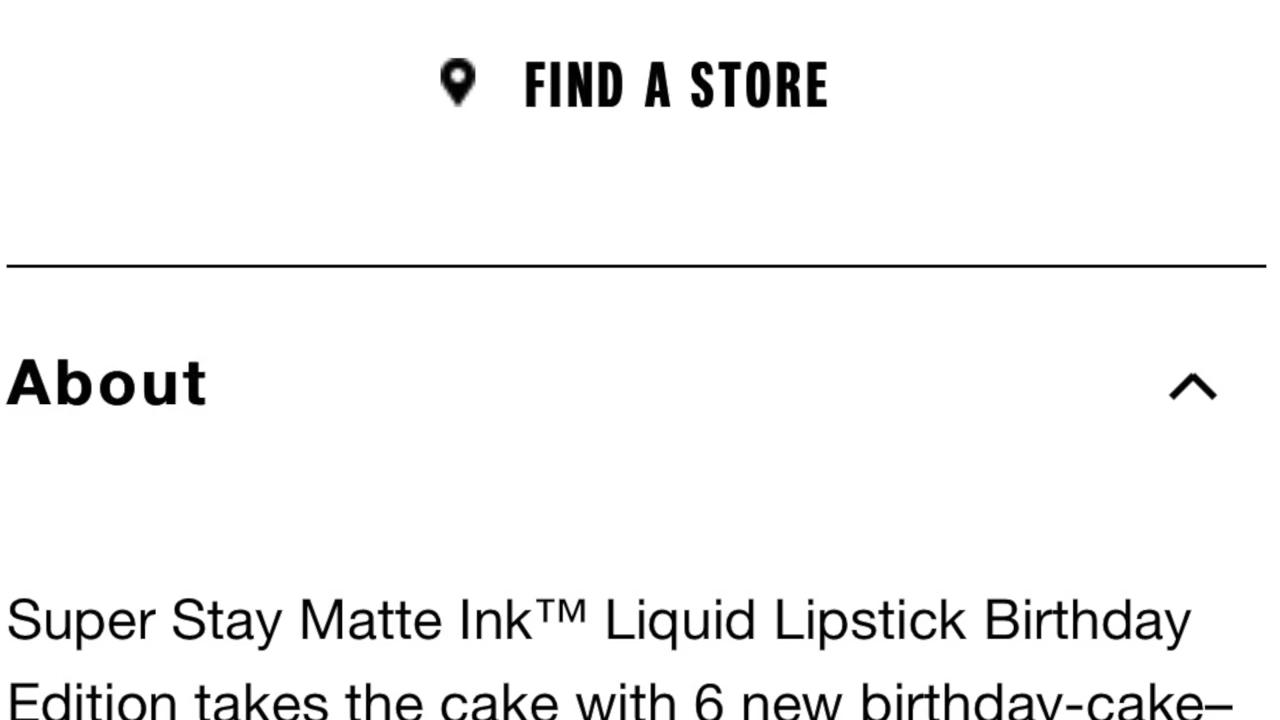 FIND A STORE
About
Super Stay Matte Ink™ Liquid Lipstick Birthday
Edition takes the cake with 6 new birthday-cake–